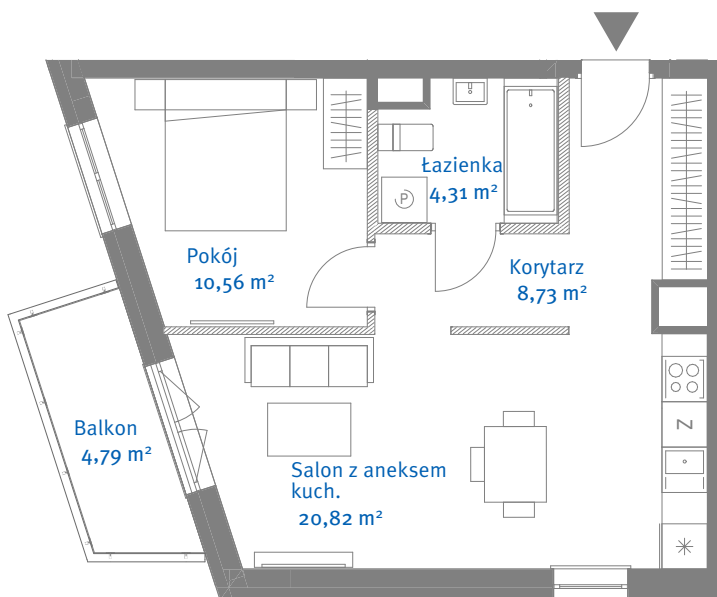 Łazienka
4,31 m²
Pokój
10,56 m²
Korytarz
8,73 m²
P
Z
Balkon
4,79 m²
Salon z aneksem
kuch.
20,82 m²